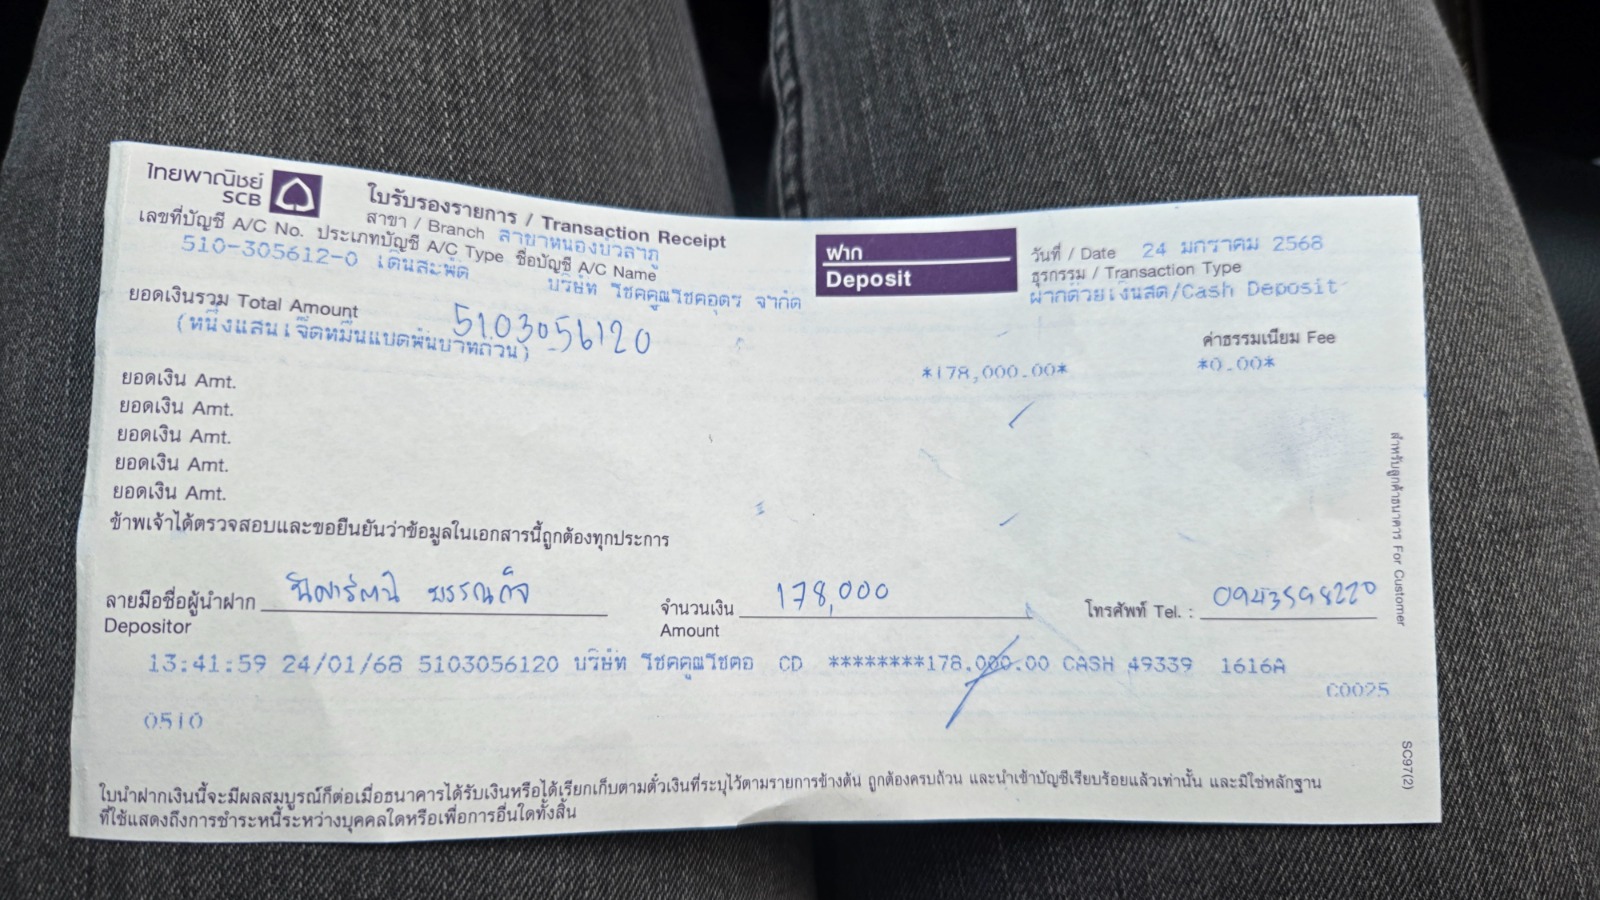 ไทยพาณิชย์
SCB
ใบรับรองรายการ / Transaction Receipt
สาขา / Branch สาขาหนองบัวลำภู
เลขที่บัญชี A/C No. ประเภทบัญชี A/C Type ชื่อบัญชี A/C Name
510-305612-0 เดินสะพัด บริษัท โชคคูณโชคอุดร จำกัด
ฝาก
Deposit
วันที่ / Date 24 มกราคม 2568
ธุรกรรม / Transaction Type
ฝากด้วยเงินสด/Cash Deposit
ยอดเงินรวม Total Amount
5103056120
(หนึ่งแสนเจ็ดหมื่นแปดพันบาทถ้วน)
ค่าธรรมเนียม Fee
*178,000.00* *0.00*
ยอดเงิน Amt.
ยอดเงิน Amt.
ยอดเงิน Amt.
ยอดเงิน Amt.
ยอดเงิน Amt.
ข้าพเจ้าได้ตรวจสอบและขอยืนยันว่าข้อมูลในเอกสารนี้ถูกต้องทุกประการ
ลายมือชื่อผู้นำฝาก
Depositor
จำนวนเงิน 178,000
Amount
โทรศัพท์ Tel. : 0943598220
13:41:59 24/01/68 5103056120 บริษัท โชคคูณโชคอ CD ********178,000.00 CASH 49339 1616A
C0025
0510
ใบนำฝากเงินนี้จะมีผลสมบูรณ์ก็ต่อเมื่อธนาคารได้รับเงินหรือได้เรียกเก็บตามตั๋วเงินที่ระบุไว้ตามรายการข้างต้น ถูกต้องครบถ้วน และนำเข้าบัญชีเรียบร้อยแล้วเท่านั้น และมิใช่หลักฐาน
ที่ใช้แสดงถึงการชำระหนี้ระหว่างบุคคลใดหรือเพื่อการอื่นใดทั้งสิ้น
สำหรับลูกค้าธนาคาร For Customer
SC97(2)